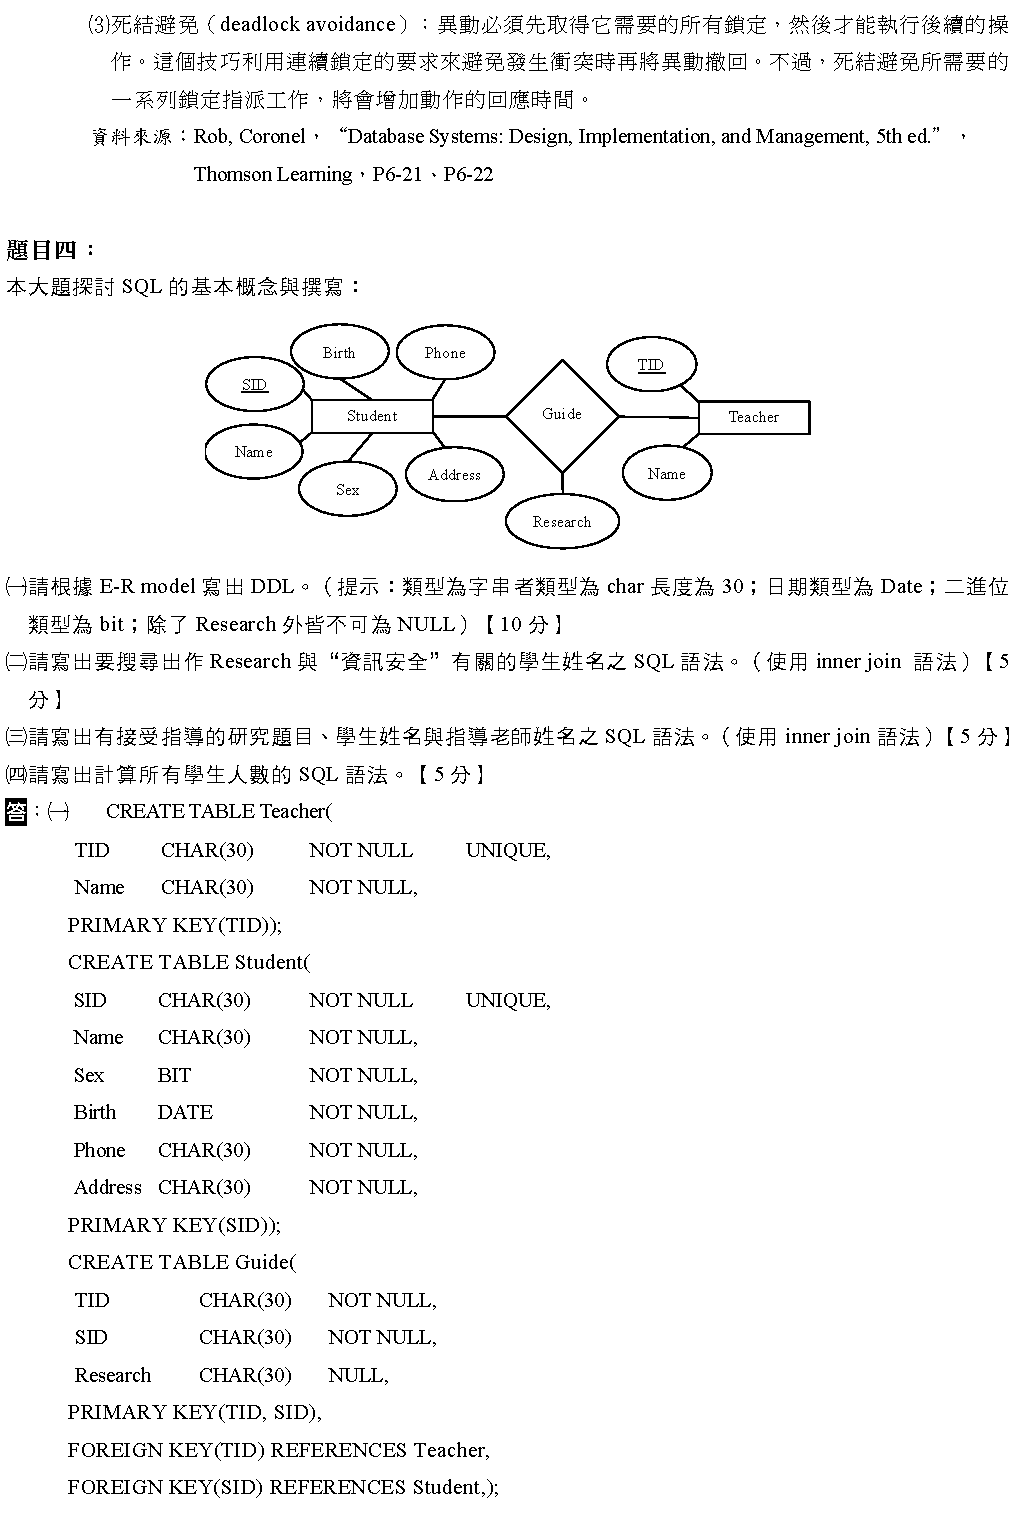 ⑶死結避免（deadlock avoidance）：異動必須先取得它需要的所有鎖定，然後才能執行後續的操
作。這個技巧利用連續鎖定的要求來避免發生衝突時再將異動撤回。不過，死結避免所需要的
一系列鎖定指派工作，將會增加動作的回應時間。
資料來源：Rob, Coronel，“Database Systems: Design, Implementation, and Management, 5th ed.”，
Thomson Learning，P6-21、P6-22
題目四：
本大題探討 SQL 的基本概念與撰寫：
Birth
Phone
TID
SID
Student
Guide
Teacher
Name
Sex
Address
Name
Research
㈠請根據 E-R model 寫出 DDL。（提示：類型為字串者類型為 char 長度為 30；日期類型為 Date；二進位
類型為 bit；除了 Research 外皆不可為 NULL）【10 分】
㈡請寫出要搜尋出作 Research 與“資訊安全”有關的學生姓名之 SQL 語法。（使用 inner join 語法）【5
分】
㈢請寫出有接受指導的研究題目、學生姓名與指導老師姓名之 SQL 語法。（使用 inner join 語法）【5 分】
㈣請寫出計算所有學生人數的 SQL 語法。【5 分】
答：㈠ CREATE TABLE Teacher(
TID CHAR(30) NOT NULL UNIQUE,
Name CHAR(30) NOT NULL,
PRIMARY KEY(TID));
CREATE TABLE Student(
SID CHAR(30) NOT NULL UNIQUE,
Name CHAR(30) NOT NULL,
Sex BIT NOT NULL,
Birth DATE NOT NULL,
Phone CHAR(30) NOT NULL,
Address CHAR(30) NOT NULL,
PRIMARY KEY(SID));
CREATE TABLE Guide(
TID CHAR(30) NOT NULL,
SID CHAR(30) NOT NULL,
Research CHAR(30) NULL,
PRIMARY KEY(TID, SID),
FOREIGN KEY(TID) REFERENCES Teacher,
FOREIGN KEY(SID) REFERENCES Student,);